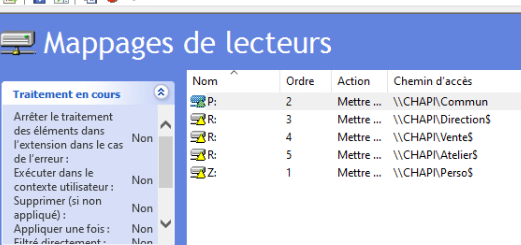 Mappages de lecteurs
Traitement en cours
Arrêter le traitement
des éléments dans
l'extension dans le cas
de l'erreur :
Non
Exécuter dans le
contexte utilisateur :
Non
Supprimer (si non
appliqué) :
Non
Appliquer une fois :
Non
Filtré directement :
Non
Nom Ordre Action Chemin d'accès
P: 2 Mettre ... \\CHAPI\Commun
R: 3 Mettre ... \\CHAPI\Direction$
R: 4 Mettre ... \\CHAPI\Vente$
R: 5 Mettre ... \\CHAPI\Atelier$
Z: 1 Mettre ... \\CHAPI\Perso$